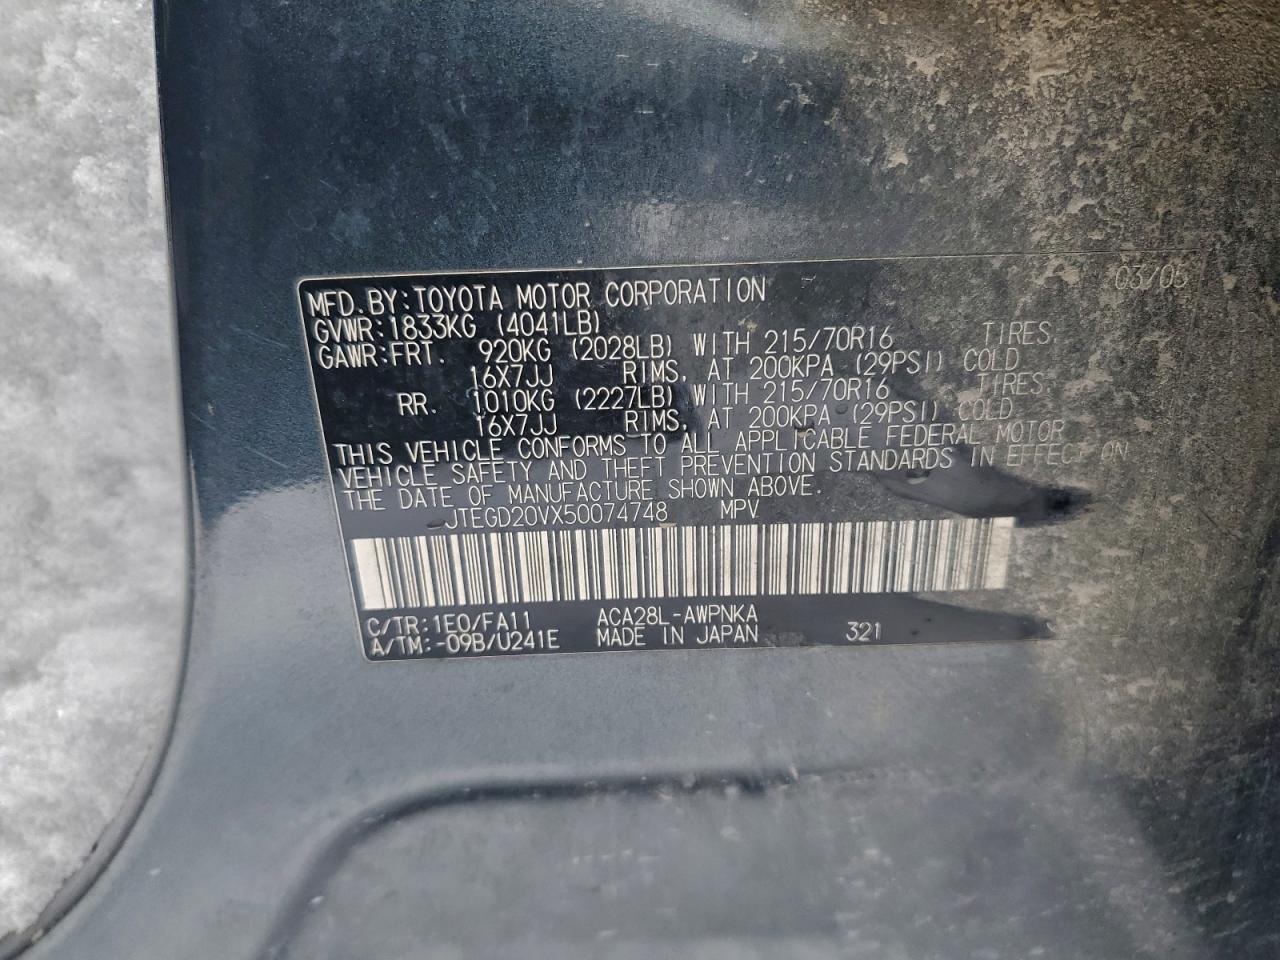 MFD.BY:TOYOTA MOTOR CORPORATION 03/05
GVWR:1833KG (4041LB)
GAWR:FRT. 920KG (2028LB) WITH 215/70R16 TIRES,
16X7JJ RIMS, AT 200KPA (29PSI) COLD
RR. 1010KG (2227LB) WITH 215/70R16 TIRES,
16X7JJ RIMS, AT 200KPA (29PSI) COLD
THIS VEHICLE CONFORMS TO ALL APPLICABLE FEDERAL MOTOR
VEHICLE SAFETY AND THEFT PREVENTION STANDARDS IN EFFECT ON
THE DATE OF MANUFACTURE SHOWN ABOVE.
JTEGD20VX50074748 MPV
C/TR:1E0/FA11 ACA28L-AWPNKA
A/TM:-09B/U241E MADE IN JAPAN 321